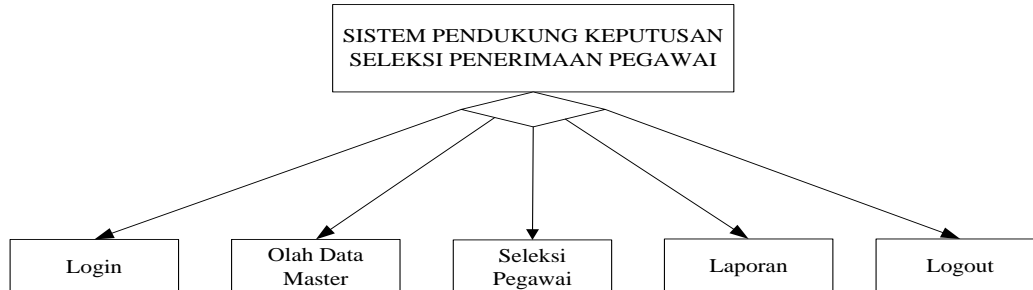 SISTEM PENDUKUNG KEPUTUSAN
SELEKSI PENERIMAAN PEGAWAI
Login
Olah Data
Master
Seleksi
Pegawai
Laporan
Logout